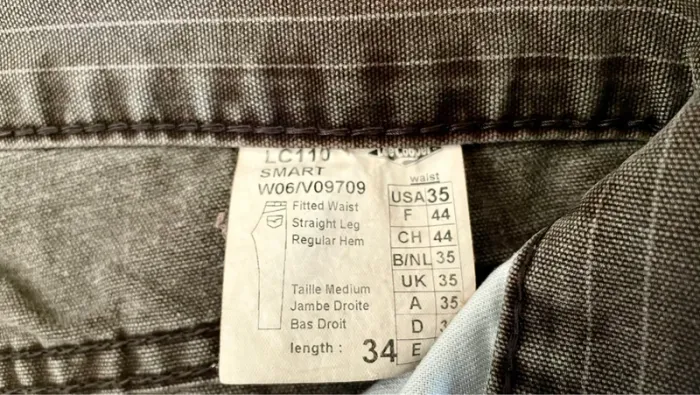 LC110
SMART
W06/V09709
Fitted Waist
Straight Leg
Regular Hem
Taille Medium
Jambe Droite
Bas Droit
length : 34
waist
USA 35
F 44
CH 44
B/NL 35
UK 35
A 35
D
E